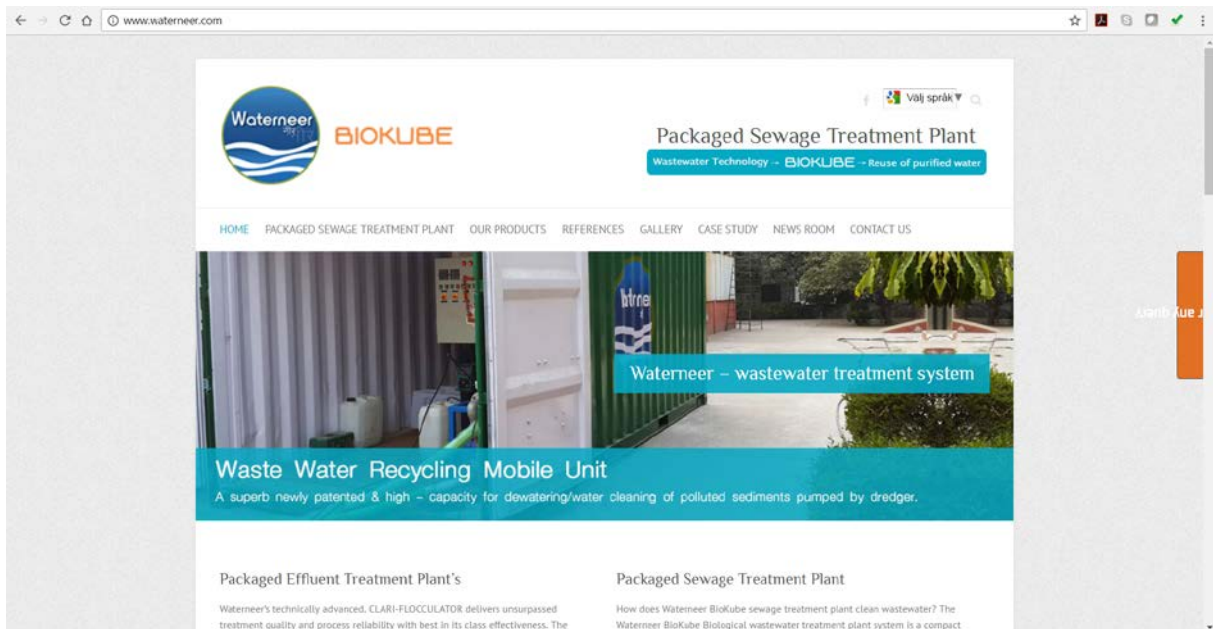 www.waterneer.com
Välj språk
Waterneer
नीर
BIOKUBE
Packaged Sewage Treatment Plant
Wastewater Technology → BIOKUBE → Reuse of purified water
HOME PACKAGED SEWAGE TREATMENT PLANT OUR PRODUCTS REFERENCES GALLERY CASE STUDY NEWS ROOM CONTACT US
Waterneer – wastewater treatment system
r any query
Waste Water Recycling Mobile Unit
A superb newly patented & high – capacity for dewatering/water cleaning of polluted sediments pumped by dredger.
Packaged Effluent Treatment Plant's
Waterneer's technically advanced. CLARI-FLOCCULATOR delivers unsurpassed
treatment quality and process reliability with best in its class effectiveness. The
Packaged Sewage Treatment Plant
How does Waterneer BioKube sewage treatment plant clean wastewater? The
Waterneer BioKube Biological wastewater treatment plant system is a compact